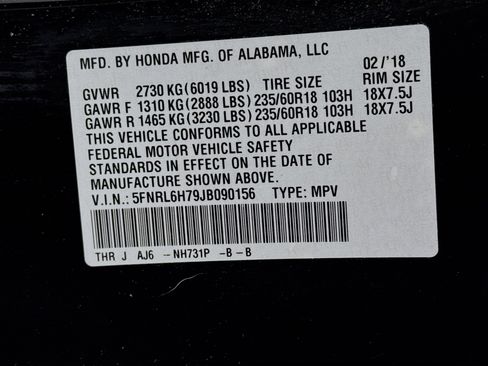 MFD. BY HONDA MFG. OF ALABAMA, LLC 02/'18
GVWR 2730 KG(6019 LBS) TIRE SIZE RIM SIZE
GAWR F 1310 KG(2888 LBS) 235/60R18 103H 18X7.5J
GAWR R 1465 KG(3230 LBS) 235/60R18 103H 18X7.5J
THIS VEHICLE CONFORMS TO ALL APPLICABLE
FEDERAL MOTOR VEHICLE SAFETY
STANDARDS IN EFFECT ON THE DATE OF
MANUFACTURE SHOWN ABOVE.
V.I.N.: 5FNRL6H79JB090156 TYPE: MPV
THR J AJ6 --NH731P -B-B